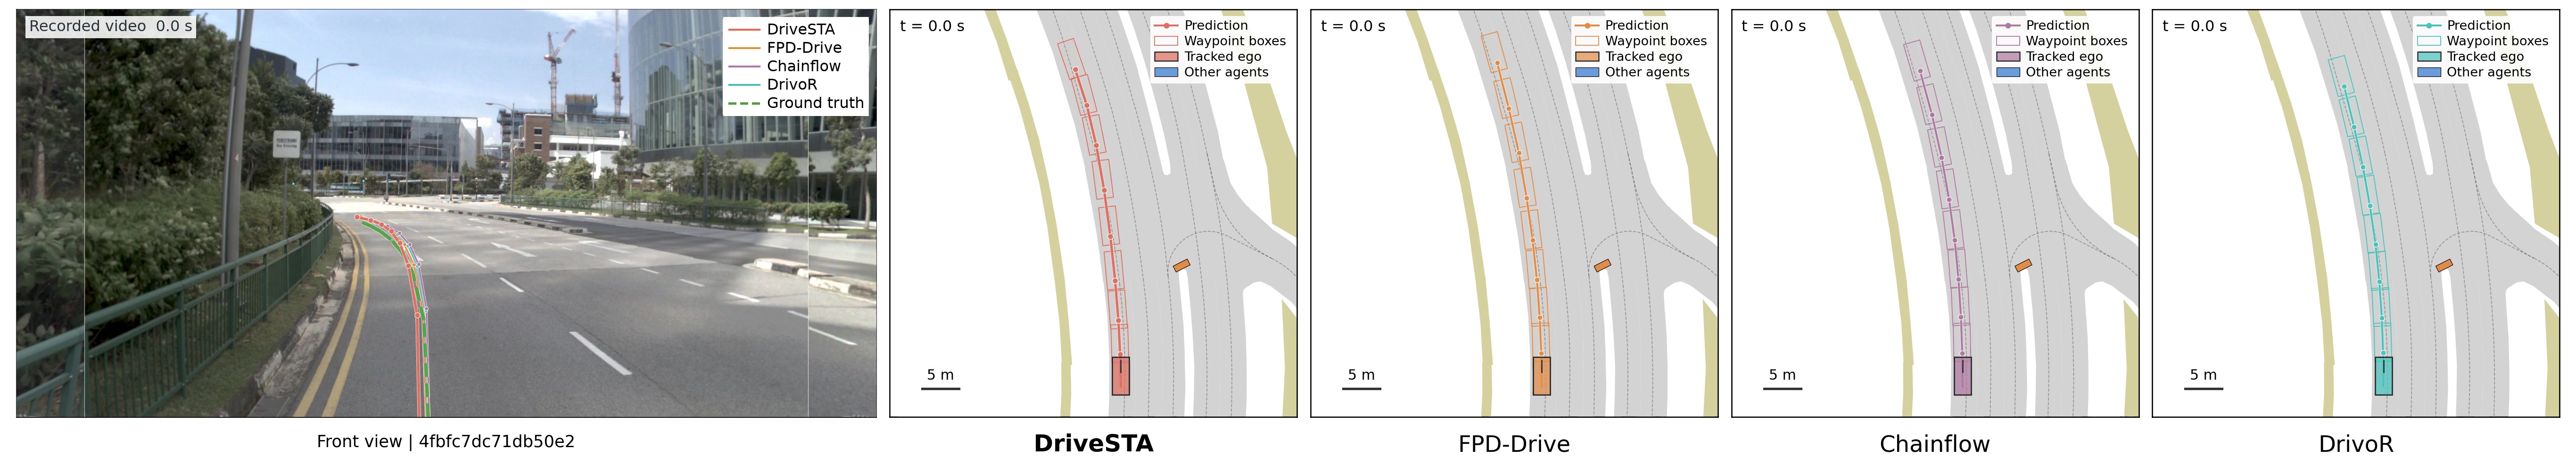 Recorded video 0.0 s
DriveSTA
FPD-Drive
Chainflow
DrivoR
Ground truth
Front view | 4fbfc7dc71db50e2
t = 0.0 s
Prediction
Waypoint boxes
Tracked ego
Other agents
5 m
DriveSTA
t = 0.0 s
Prediction
Waypoint boxes
Tracked ego
Other agents
5 m
FPD-Drive
t = 0.0 s
Prediction
Waypoint boxes
Tracked ego
Other agents
5 m
Chainflow
t = 0.0 s
Prediction
Waypoint boxes
Tracked ego
Other agents
5 m
DrivoR